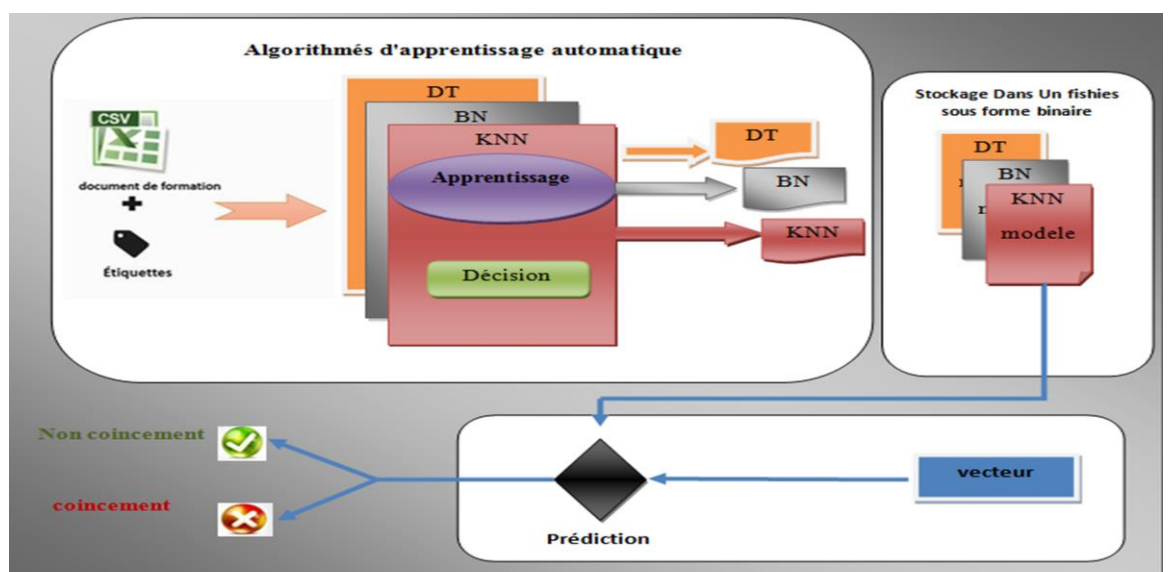 Algorithmés d'apprentissage automatique
CSV
document de formation
Étiquettes
DT
BN
KNN
Apprentissage
Décision
DT
BN
KNN
Stockage Dans Un fishies
sous forme binaire
DT
BN
KNN
modele
Non coincement
coincement
Prédiction
vecteur